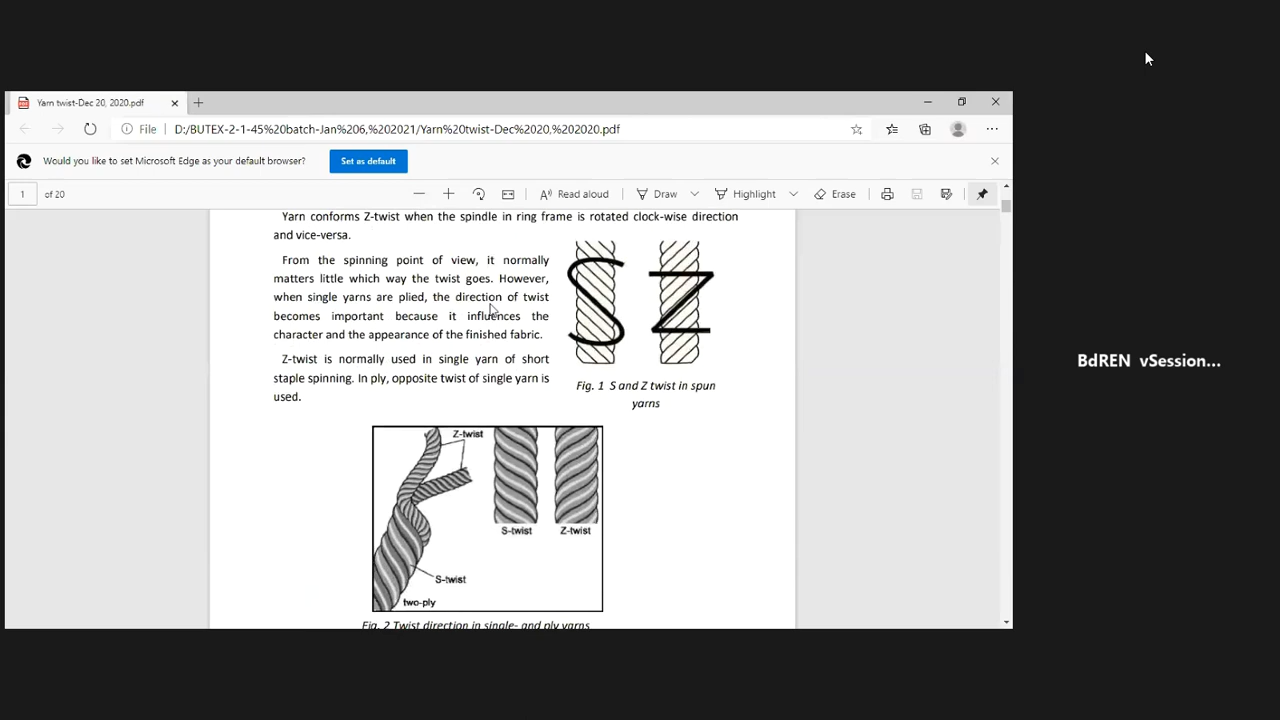 Yarn twist-Dec 20, 2020.pdf
File
D:/BUTEX-2-1-45%20batch-Jan%206,%202021/Yarn%20twist-Dec%2020,%202020.pdf
Would you like to set Microsoft Edge as your default browser?
Set as default
1 of 20
Read aloud
Draw
Highlight
Erase
Yarn conforms Z-twist when the spindle in ring frame is rotated clock-wise direction
and vice-versa.
From the spinning point of view, it normally
matters little which way the twist goes. However,
when single yarns are plied, the direction of twist
becomes important because it influences the
character and the appearance of the finished fabric.
Z-twist is normally used in single yarn of short
staple spinning. In ply, opposite twist of single yarn is
used.
S Z
Fig. 1 S and Z twist in spun
yarns
Z-twist
S-twist
Z-twist
S-twist
two-ply
Fig. 2 Twist direction in single- and ply yarns
BdREN vSession...